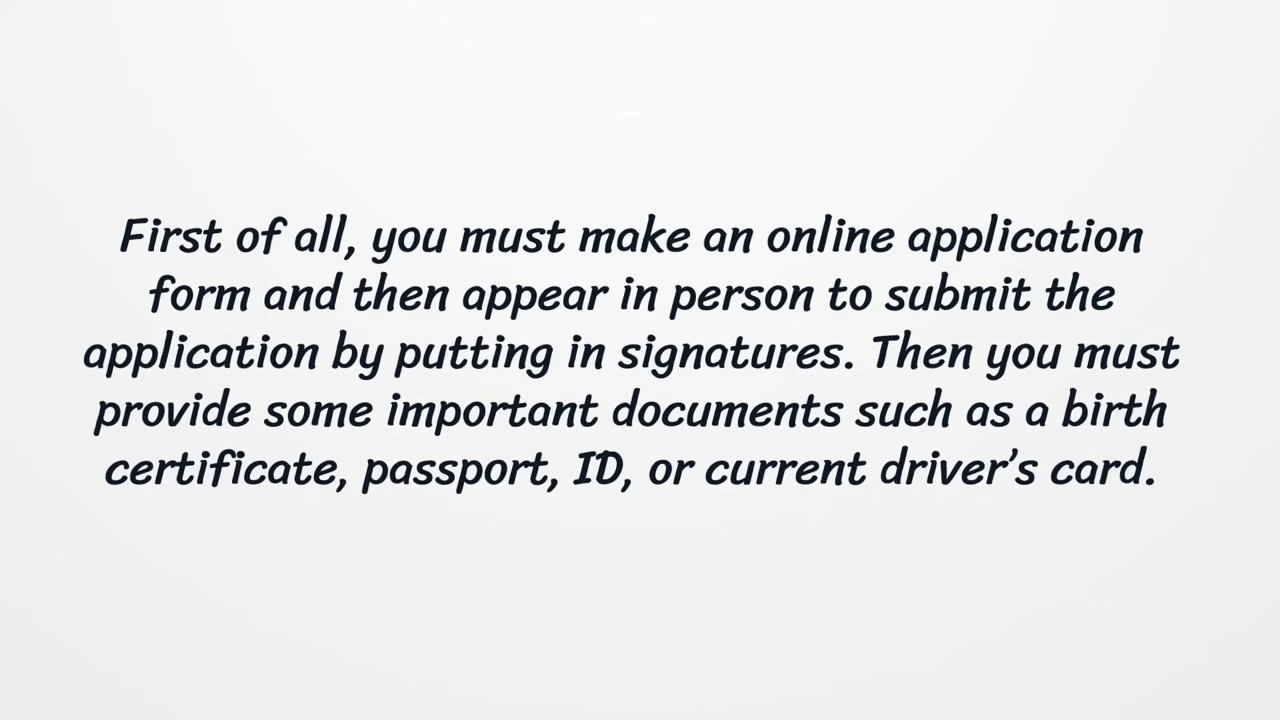 First of all, you must make an online application
form and then appear in person to submit the
application by putting in signatures. Then you must
provide some important documents such as a birth
certificate, passport, ID, or current driver’s card.